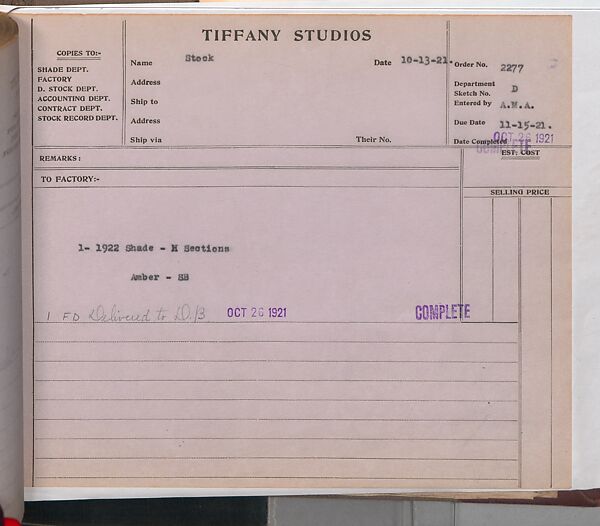 TIFFANY STUDIOS
COPIES TO:-
SHADE DEPT.
FACTORY
D. STOCK DEPT.
ACCOUNTING DEPT.
CONTRACT DEPT.
STOCK RECORD DEPT.
Name Stock Date 10-13-21.
Address
Ship to
Address
Ship via Their No.
Order No. 2277
Department D
Sketch No.
Entered by A.M.A.
Due Date 11-15-21.
Date Completed OCT 26 1921
COMPLETE
REMARKS:
EST. COST
TO FACTORY:-
SELLING PRICE
1- 1922 Shade - M Sections
Amber - SB
1 FD Delivered to D.B. OCT 26 1921 COMPLETE